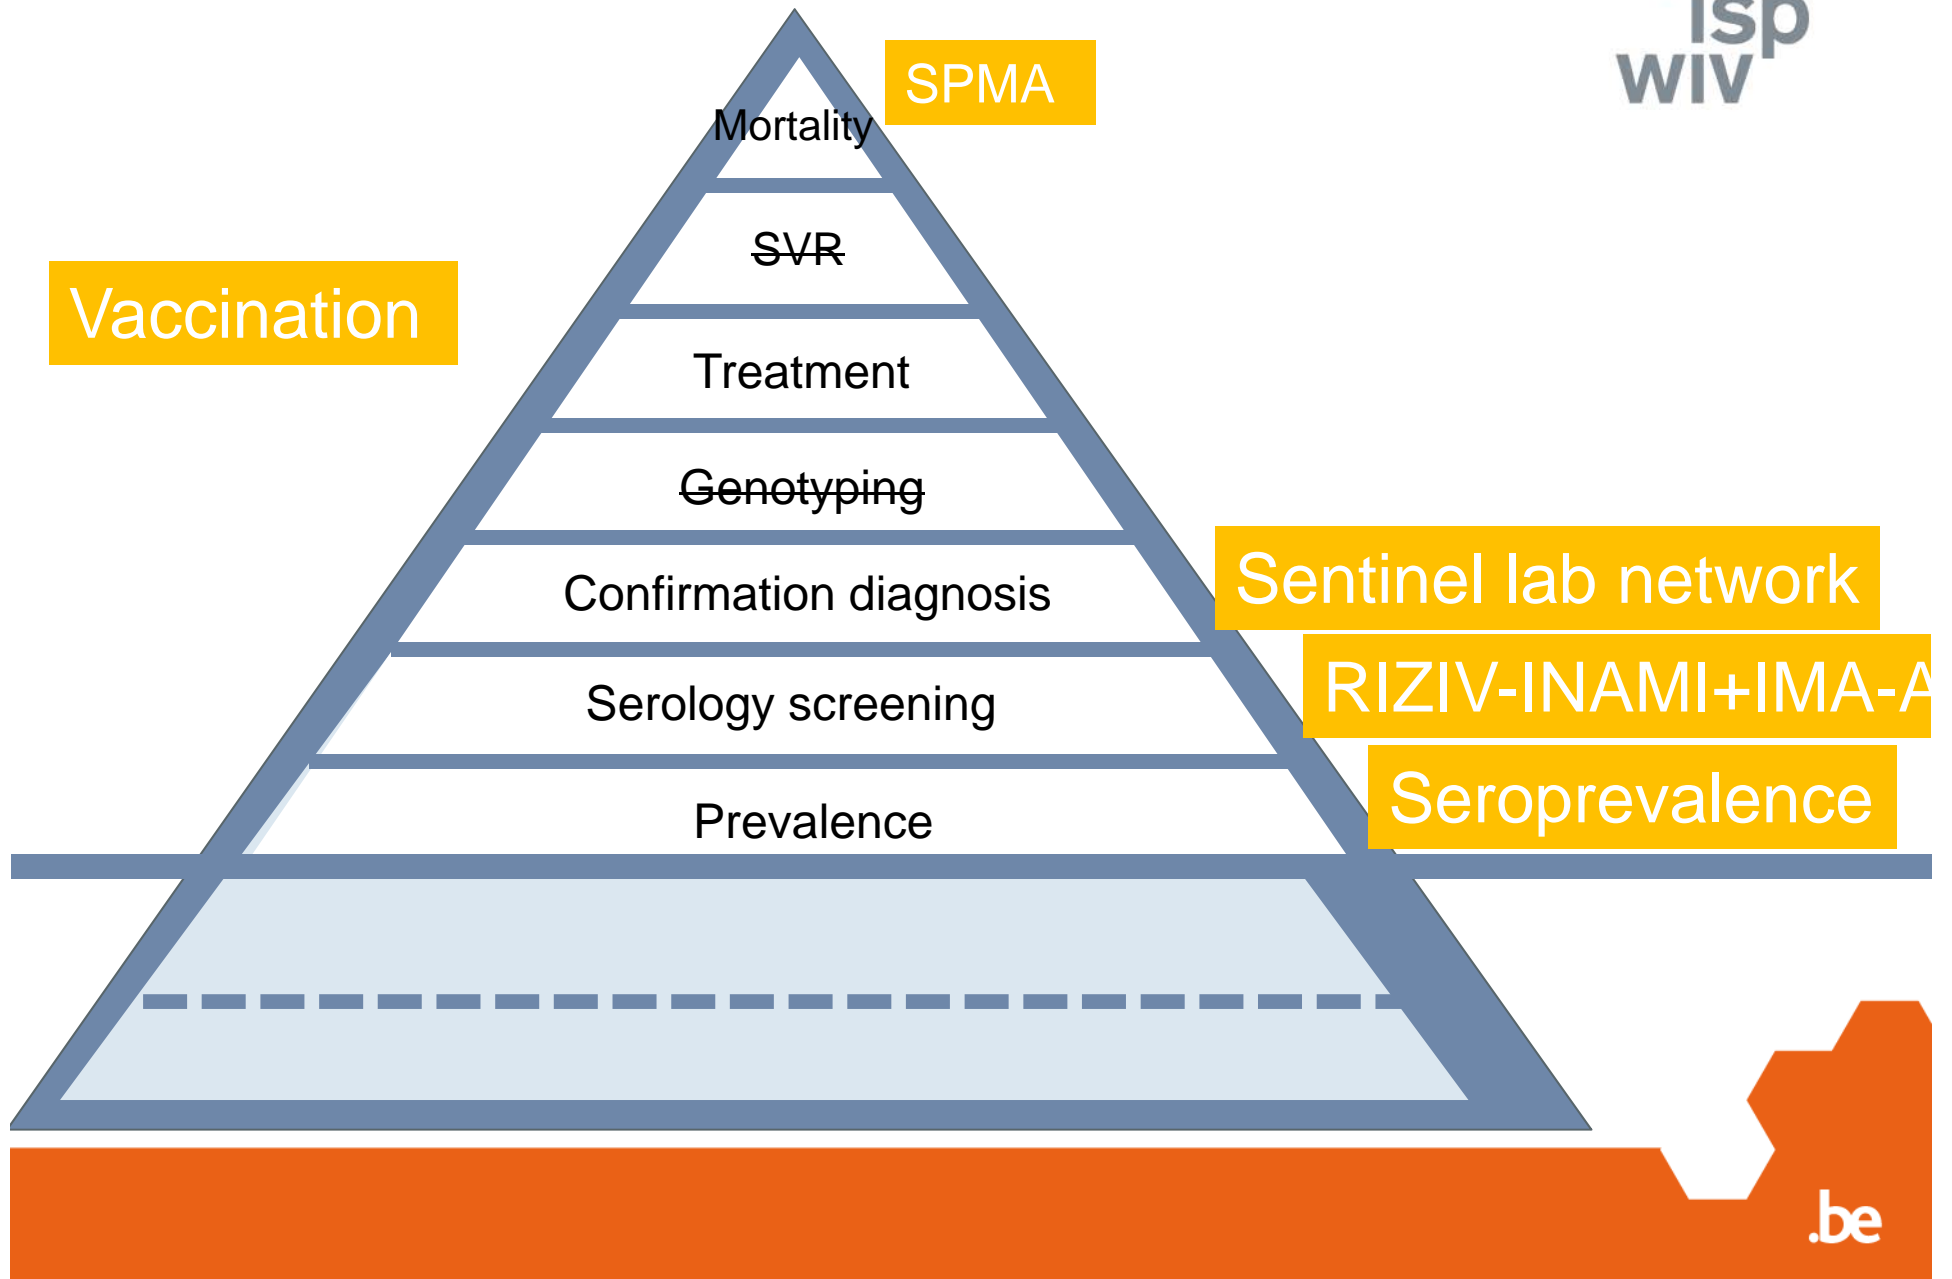 isp
wiv
SPMA
Mortality
SVR
Vaccination
Treatment
Genotyping
Sentinel lab network
Confirmation diagnosis
RIZIV-INAMI+IMA-A
Serology screening
Seroprevalence
Prevalence
.be